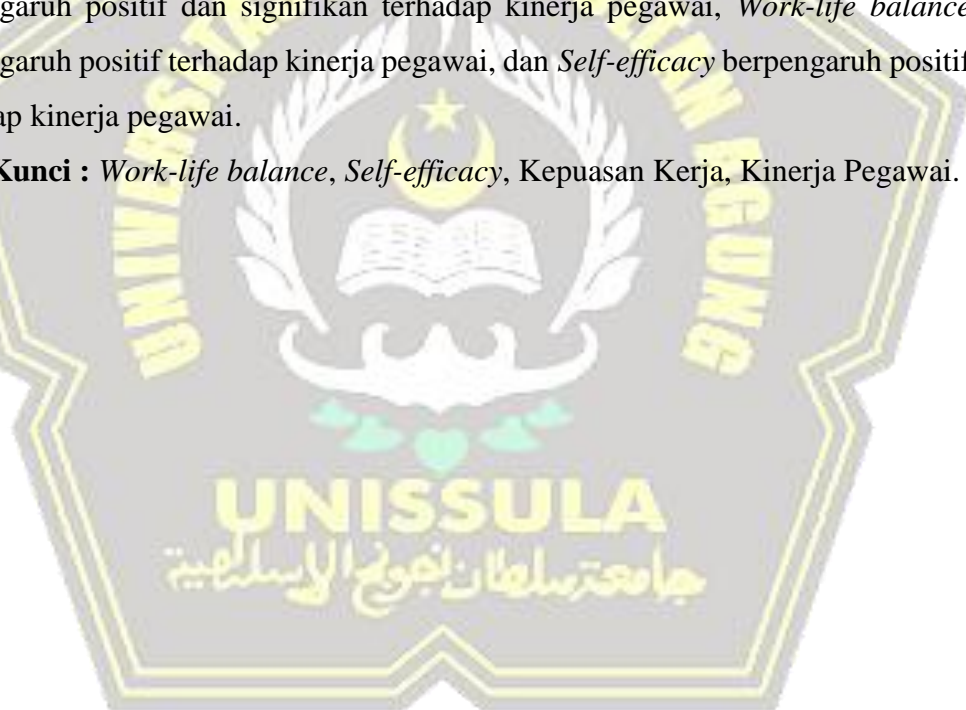 garuh positif dan signifikan terhadap kinerja pegawai, Work-life balance
garuh positif terhadap kinerja pegawai, dan Self-efficacy berpengaruh positif
ap kinerja pegawai.
Kunci : Work-life balance, Self-efficacy, Kepuasan Kerja, Kinerja Pegawai.
UNISSULA
جامعة سلطان أجونج الإسلامية